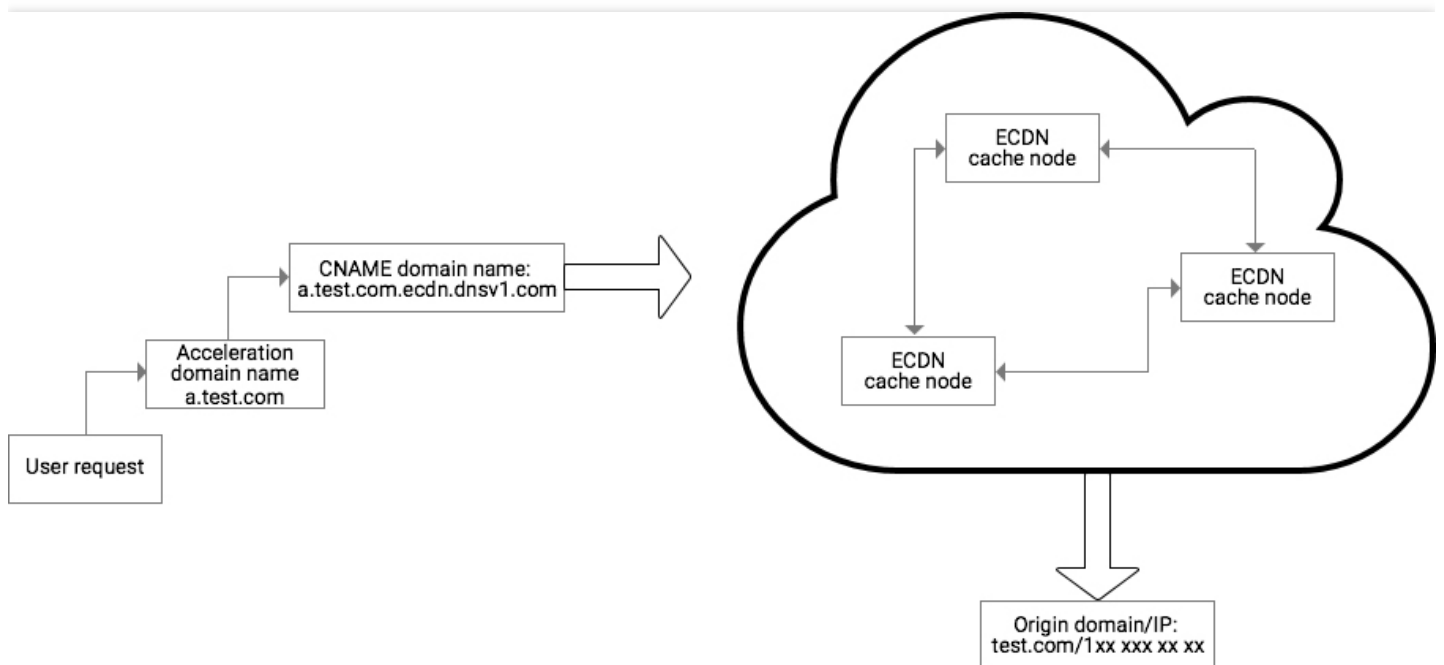 ECDN
cache node
CNAME domain name:
a.test.com.ecdn.dnsv1.com
ECDN
cache node
Acceleration
domain name
a.test.com
ECDN
cache node
User request
Origin domain/IP:
test.com/1xx xxx xx xx